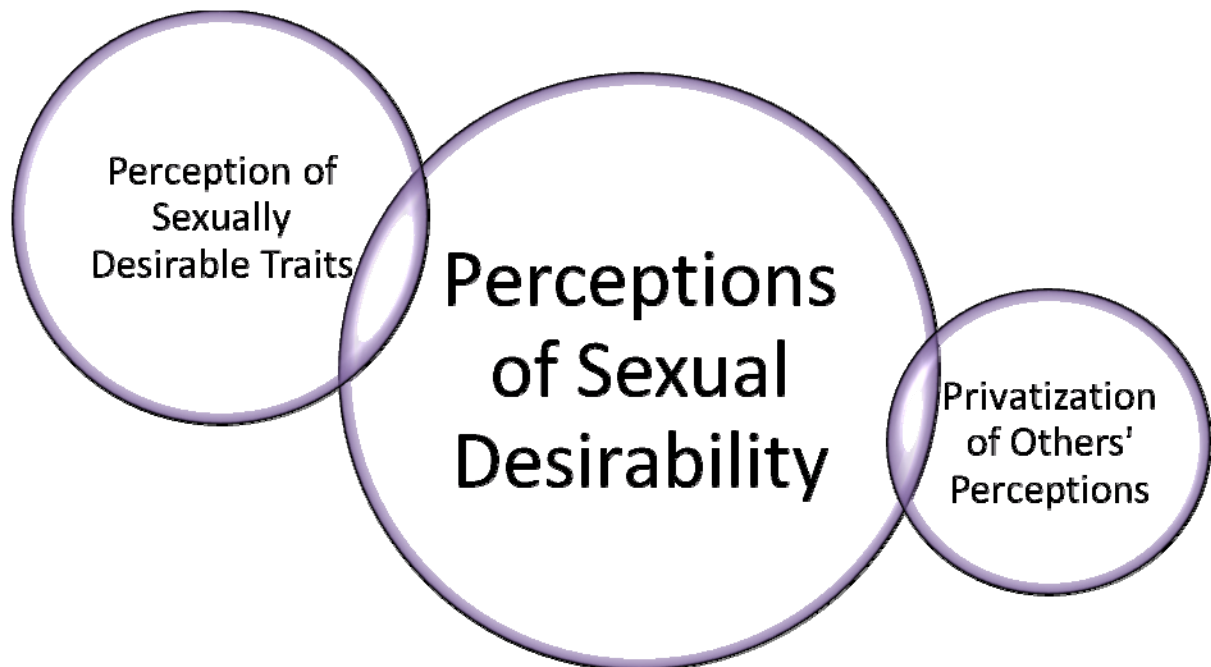 Perception of
Sexually
Desirable Traits
Perceptions
of Sexual
Desirability
Privatization
of Others'
Perceptions